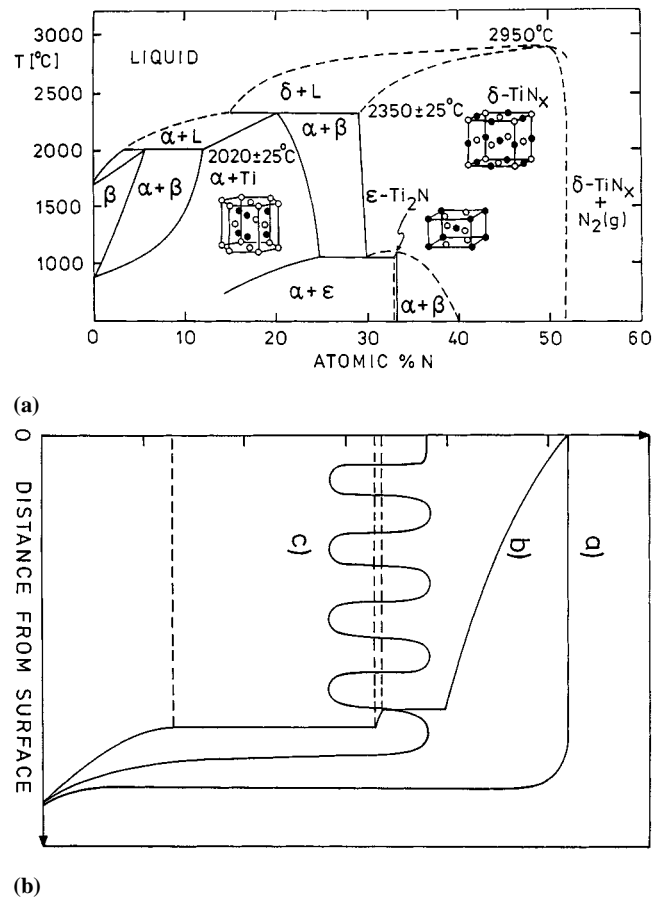 3000
T [°C]
LIQUID
2950°C
2500
δ+L
2350±25°C
δ-TiNx
α+β
2000
α+L
2020±25°C
α+Ti
β
α+β
1500
ε-Ti2N
δ-TiNx
+
N2(g)
1000
α+ε
α+β
0 10 20 30 40 50 60
ATOMIC % N
(a)
O
DISTANCE FROM SURFACE
c)
b)
a)
(b)